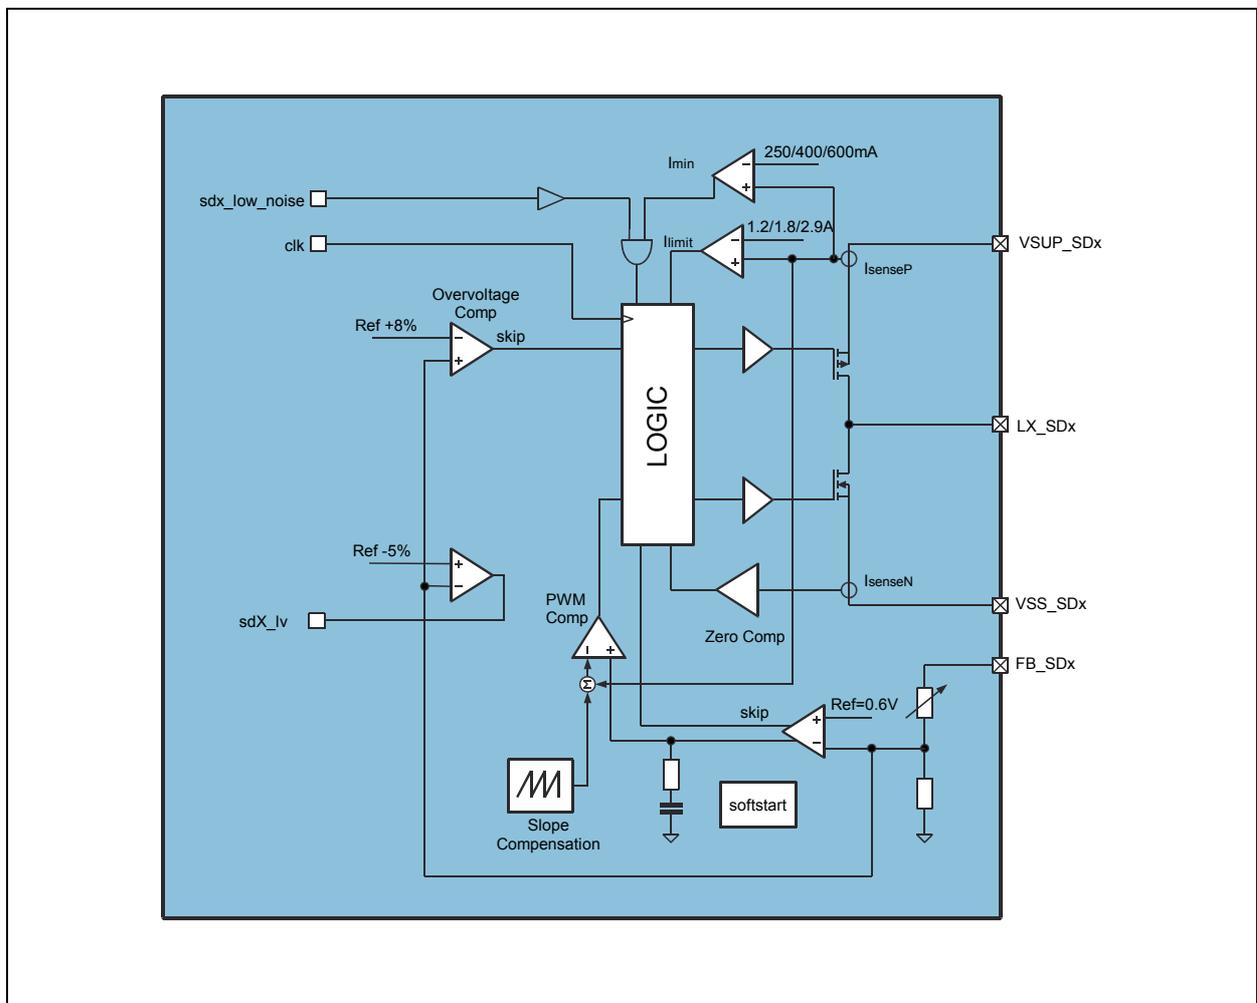 250/400/600mA
Imin
sdx_low_noise
1.2/1.8/2.9A
Ilimit
clk
VSUP_SDx
IsenseP
Overvoltage
Comp
Ref +8%
skip
LOGIC
LX_SDx
Ref -5%
IsenseN
PWM
Comp
VSS_SDx
sdX_lv
Zero Comp
FB_SDx
Σ
Ref=0.6V
skip
softstart
Slope
Compensation